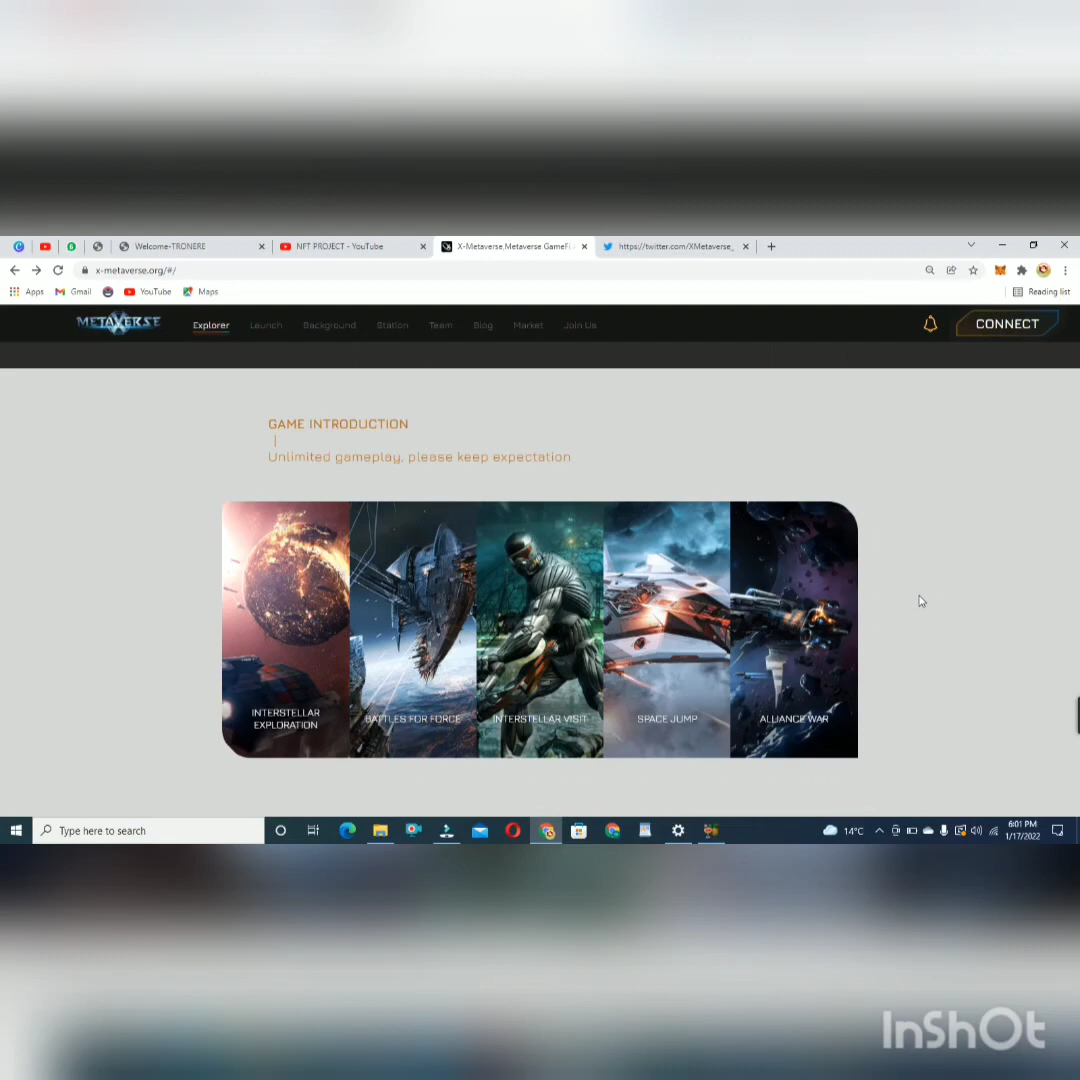 Welcome-TRONERE
NFT PROJECT - YouTube
X-Metaverse,Metaverse GameFi
https://twitter.com/XMetaverse_
x-metaverse.org/#/
Apps
Gmail
YouTube
Maps
Reading list
METAXERSE
Explorer
Launch
Background
Station
Team
Blog
Market
Join Us
CONNECT
GAME INTRODUCTION
Unlimited gameplay, please keep expectation
INTERSTELLAR
EXPLORATION
BATTLES FOR FORCE
INTERSTELLAR VISIT
SPACE JUMP
ALLIANCE WAR
Type here to search
14°C
6:01 PM
1/17/2022
InShOt